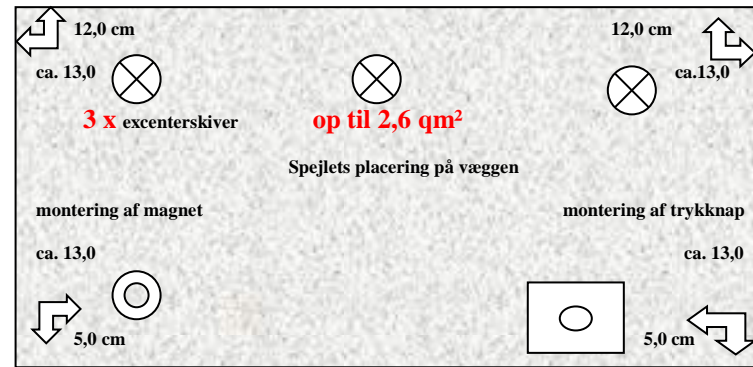 12,0 cm 12,0 cm
ca. 13,0 ca.13,0
3 x excenterskiver op til 2,6 qm²
Spejlets placering på væggen
montering af magnet montering af trykknap
ca. 13,0 ca. 13,0
5,0 cm 5,0 cm